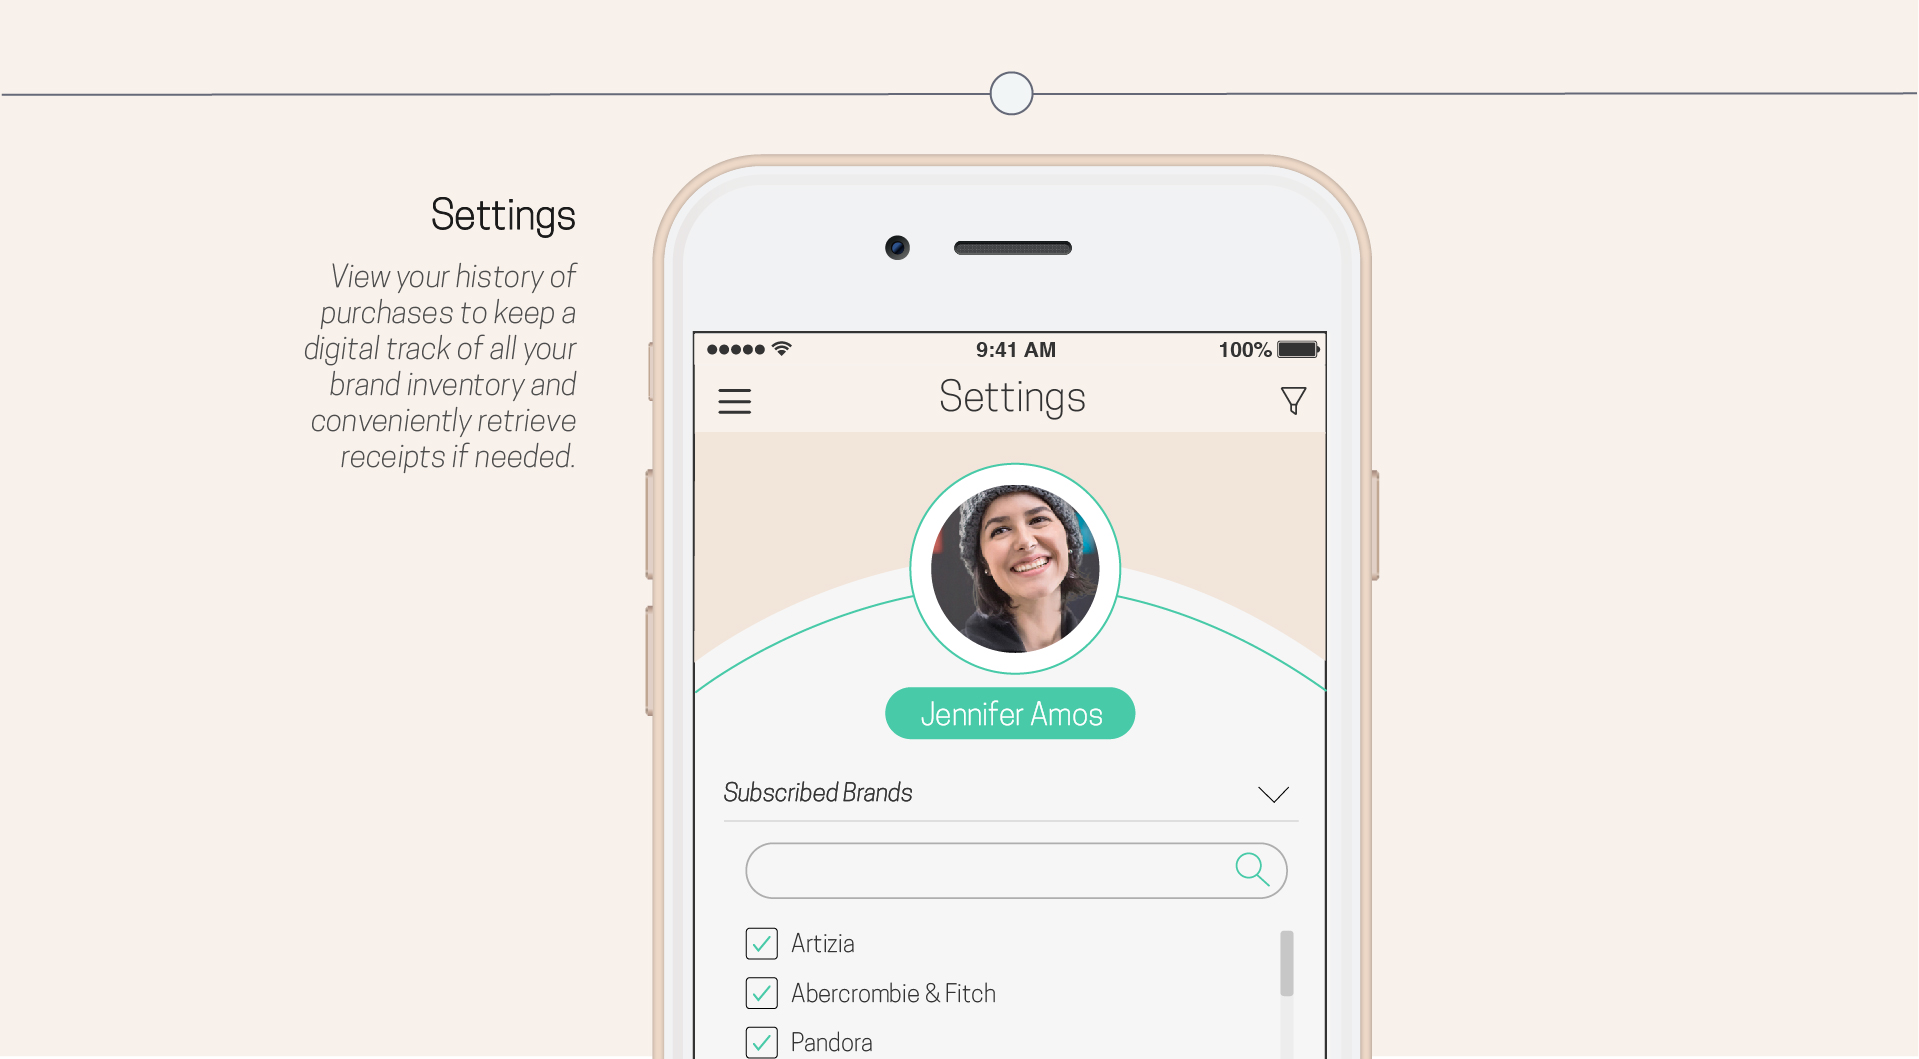 Settings
View your history of
purchases to keep a
digital track of all your
brand inventory and
conveniently retrieve
receipts if needed.
9:41 AM
100%
Settings
Jennifer Amos
Subscribed Brands
Artizia
Abercrombie & Fitch
Pandora